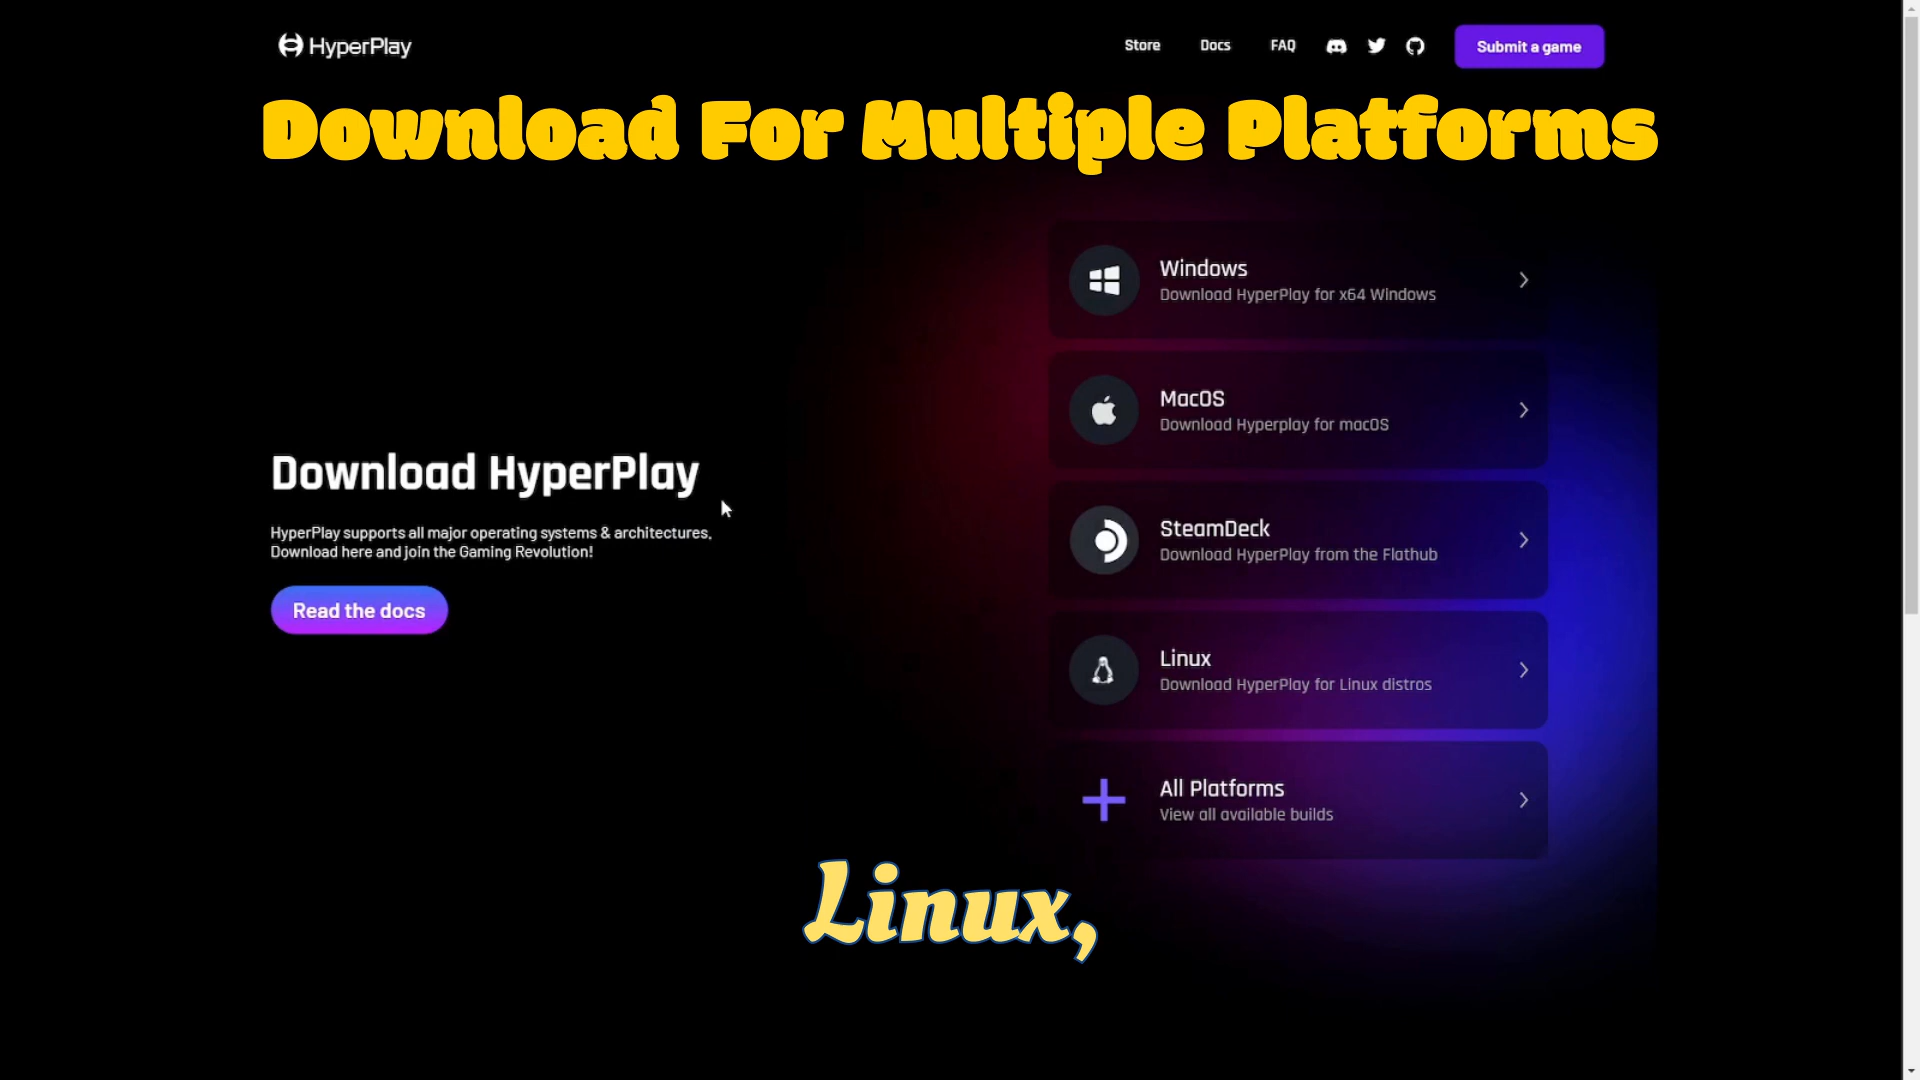 HyperPlay
Store Docs FAQ Submit a game
Download For Multiple Platforms
Windows
Download HyperPlay for x64 Windows
MacOS
Download Hyperplay for macOS
Download HyperPlay
HyperPlay supports all major operating systems & architectures.
Download here and join the Gaming Revolution!
Read the docs
SteamDeck
Download HyperPlay from the Flathub
Linux
Download HyperPlay for Linux distros
All Platforms
View all available builds
Linux,